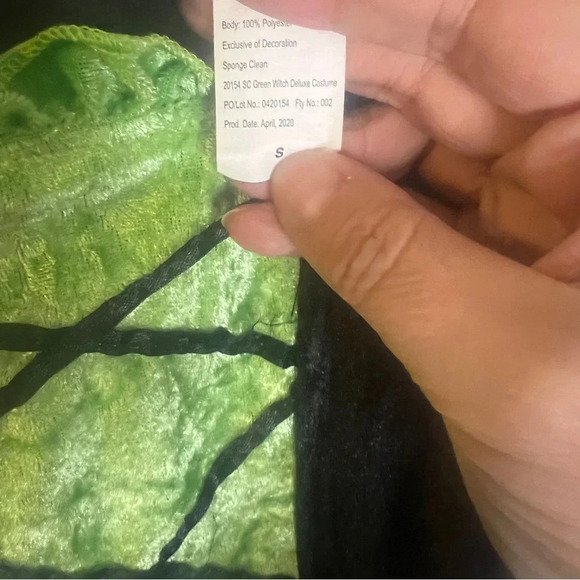 Body: 100% Polyester
Exclusive of Decoration
Sponge Clean
20154 SC Green Witch Deluxe Costume
PO/Lot No.: 0420154 Fty No.: 002
Prod. Date. April, 2020
S